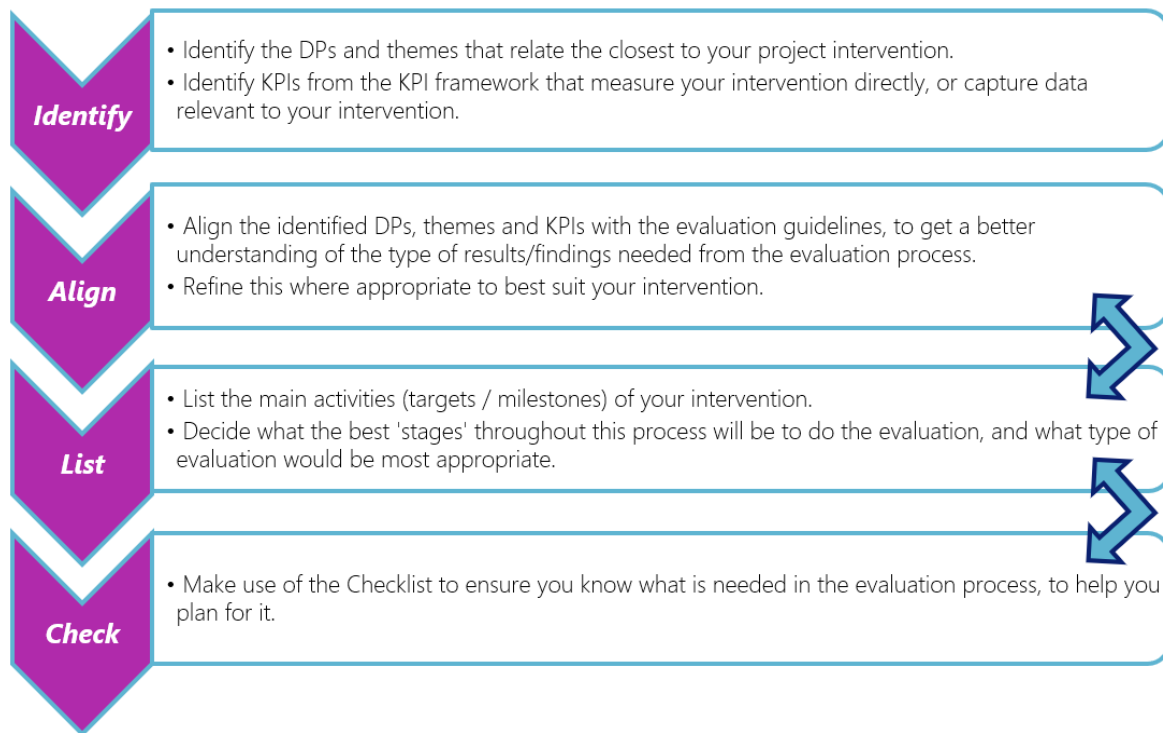 Identify
• Identify the DPs and themes that relate the closest to your project intervention.
• Identify KPIs from the KPI framework that measure your intervention directly, or capture data
relevant to your intervention.
Align
• Align the identified DPs, themes and KPIs with the evaluation guidelines, to get a better
understanding of the type of results/findings needed from the evaluation process.
• Refine this where appropriate to best suit your intervention.
List
• List the main activities (targets / milestones) of your intervention.
• Decide what the best 'stages' throughout this process will be to do the evaluation, and what type of
evaluation would be most appropriate.
Check
• Make use of the Checklist to ensure you know what is needed in the evaluation process, to help you
plan for it.